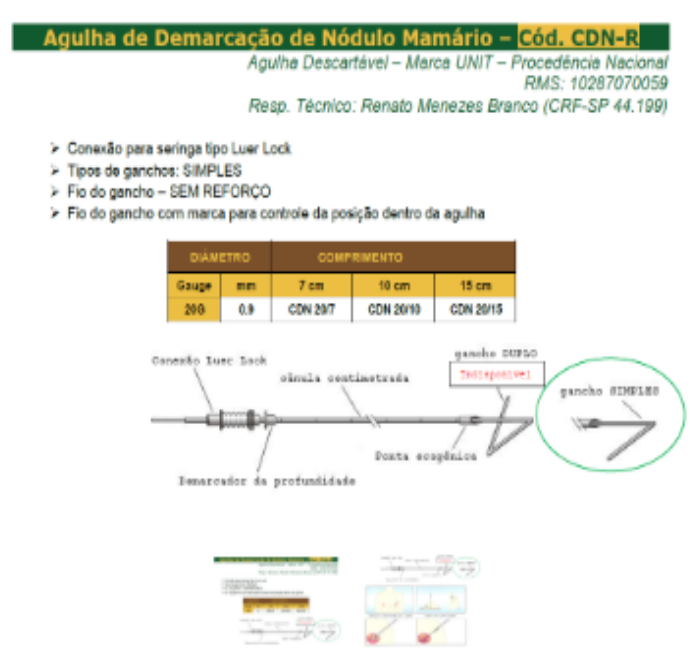 Agulha de Demarcação de Nódulo Mamário – Cód. CDN-R
Agulha Descartável – Marca UNIT – Procedência Nacional
RMS: 10287070059
Resp. Técnico: Renato Menezes Branco (CRF-SP 44.199)
➢ Conexão para seringa tipo Luer Lock
➢ Tipos de ganchos: SIMPLES
➢ Fio do gancho – SEM REFORÇO
➢ Fio do gancho com marca para controle da posição dentro da agulha
DIÂMETRO COMPRIMENTO
Gauge mm 7 cm 10 cm 15 cm
20G 0.9 CDN 20/7 CDN 20/10 CDN 20/15
gancho DUPLO
Conexão Luer Lock
Indisponível
cânula centimetrada
gancho SIMPLES
Ponta ecogênica
Demarcador da profundidade